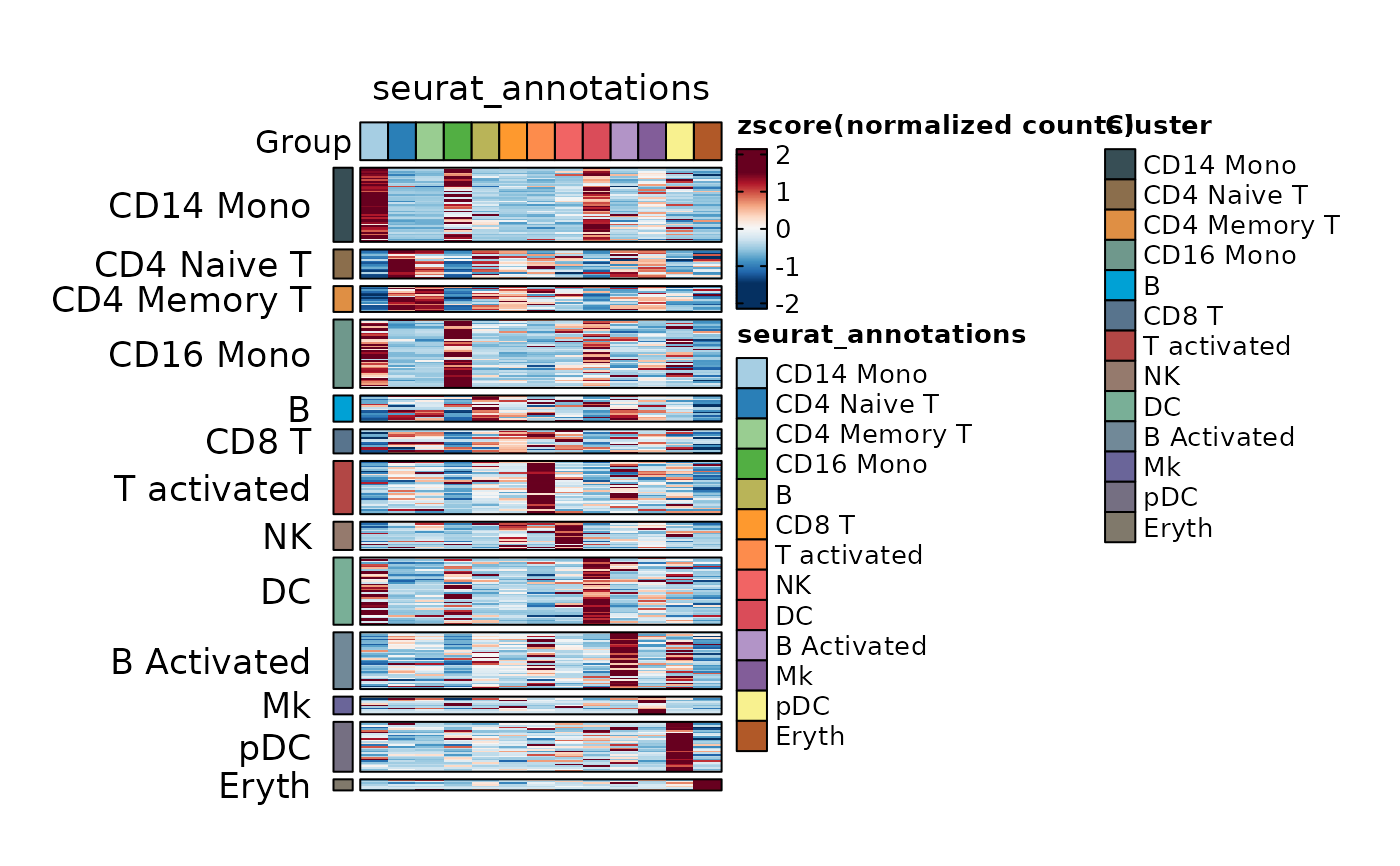 seurat_annotations
Group
CD14 Mono
CD4 Naive T
CD4 Memory T
CD16 Mono
B
CD8 T
T activated
NK
DC
B Activated
Mk
pDC
Eryth
zscore(normalized counts)
2
1
0
-1
-2
seurat_annotations
CD14 Mono
CD4 Naive T
CD4 Memory T
CD16 Mono
B
CD8 T
T activated
NK
DC
B Activated
Mk
pDC
Eryth
Cluster
CD14 Mono
CD4 Naive T
CD4 Memory T
CD16 Mono
B
CD8 T
T activated
NK
DC
B Activated
Mk
pDC
Eryth